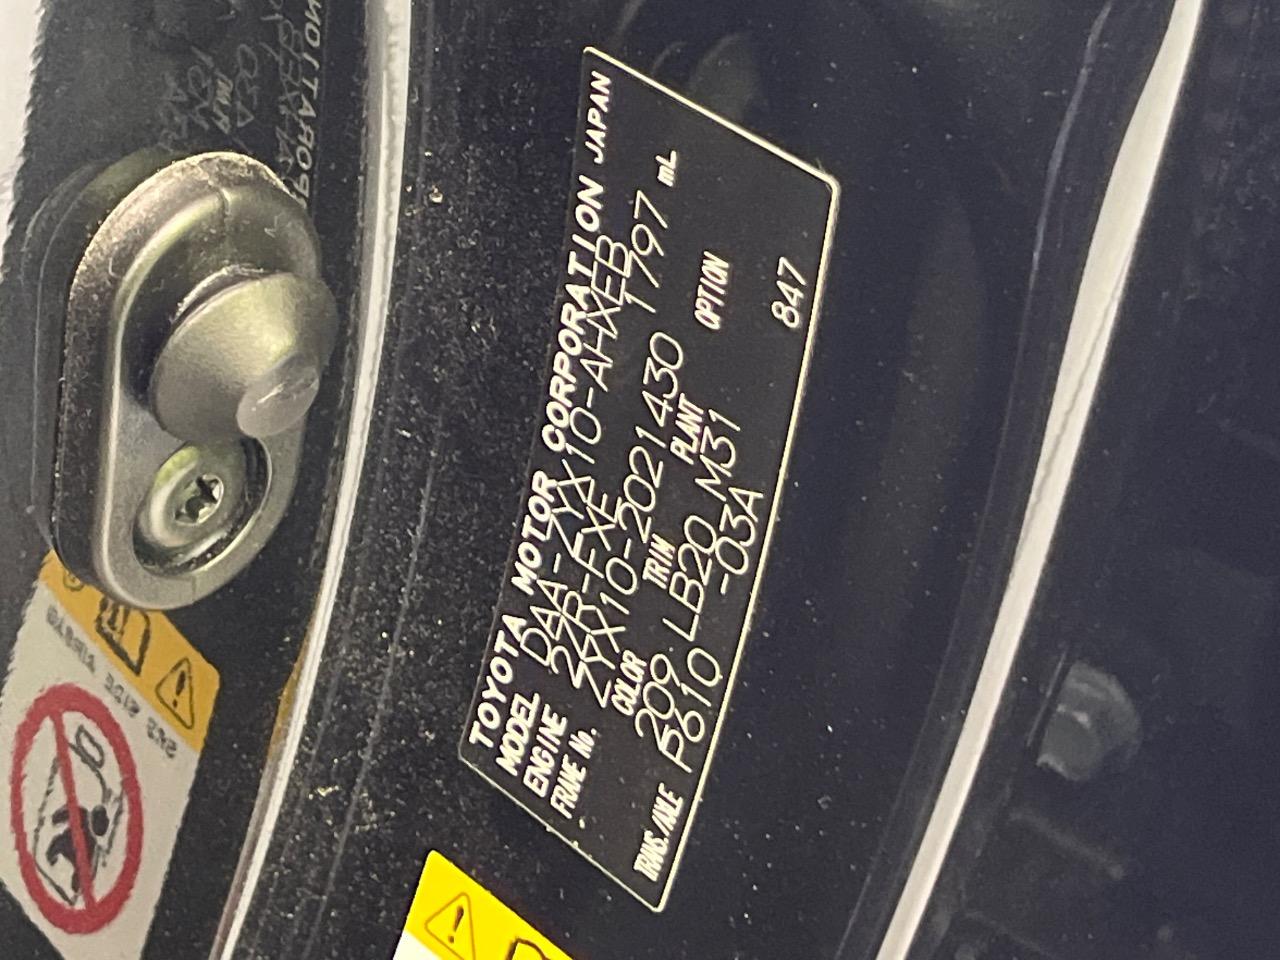 TOYOTA MOTOR CORPORATION JAPAN
MODEL DAA-ZYX10-AHXEB
ENGINE 2ZR-FXE 1797 mL
FRAME No. ZYX10-2021430
COLOR TRIM PLANT OPTION
209 LB20 M31
TRANS./AXLE P610 -03A 847